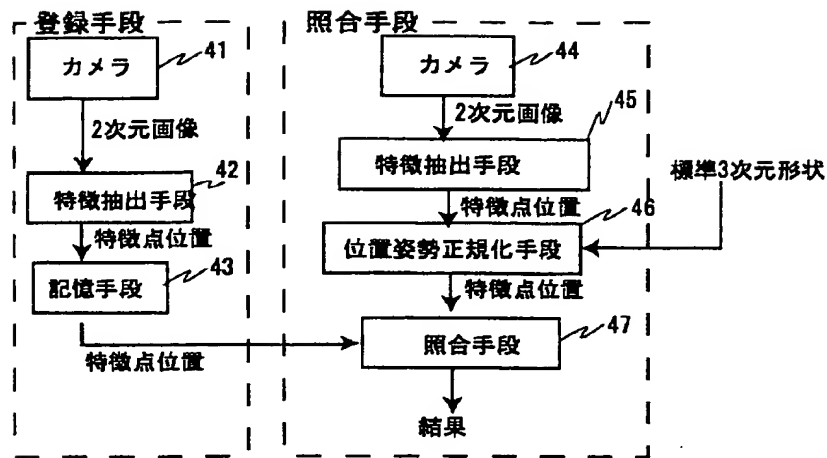 登録手段
カメラ
41
2次元画像
特徴抽出手段
42
特徴点位置
記憶手段
43
特徴点位置
照合手段
カメラ
44
2次元画像
45
特徴抽出手段
特徴点位置
46
標準3次元形状
位置姿勢正規化手段
特徴点位置
47
照合手段
結果